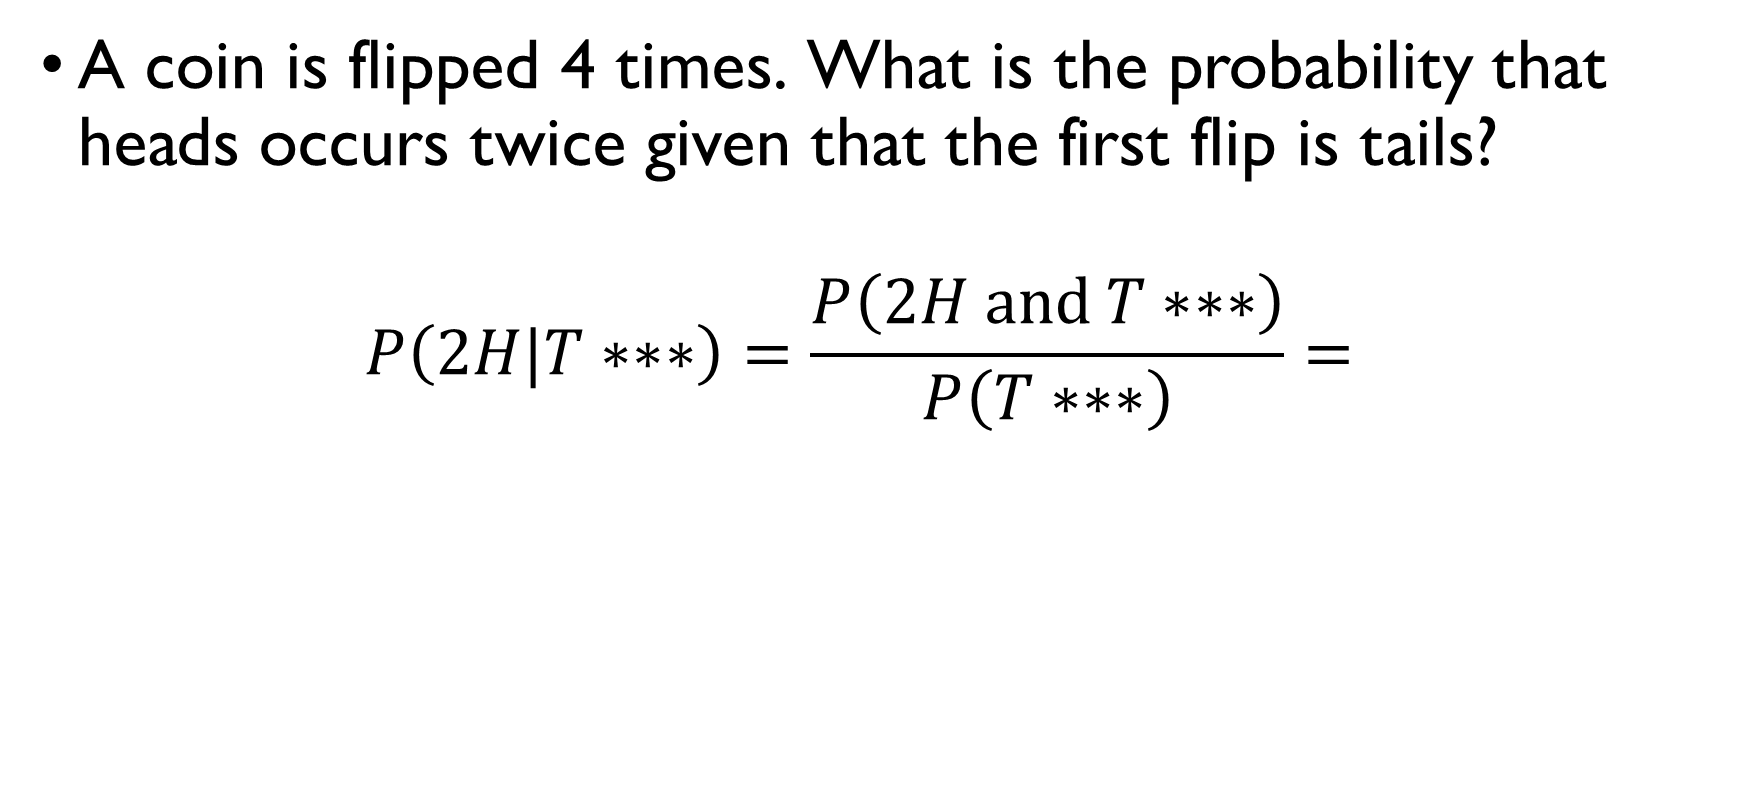 • A coin is flipped 4 times. What is the probability that
heads occurs twice given that the first flip is tails?
P(2H|T ***) = P(2H and T ***) / P(T ***) =